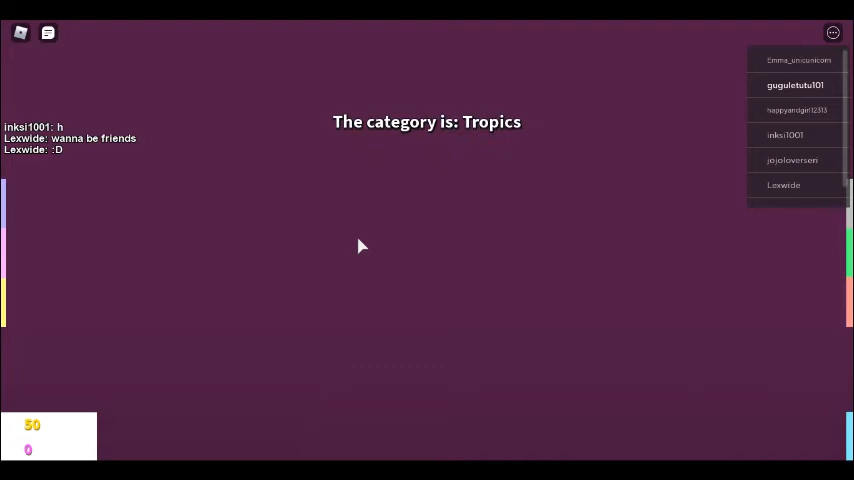 Emma_unicunicorn
guguletutu101
happyandgirl12313
inksi1001
jojoloverseri
Lexwide
The category is: Tropics
inksi1001: h
Lexwide: wanna be friends
Lexwide: :D
50
0